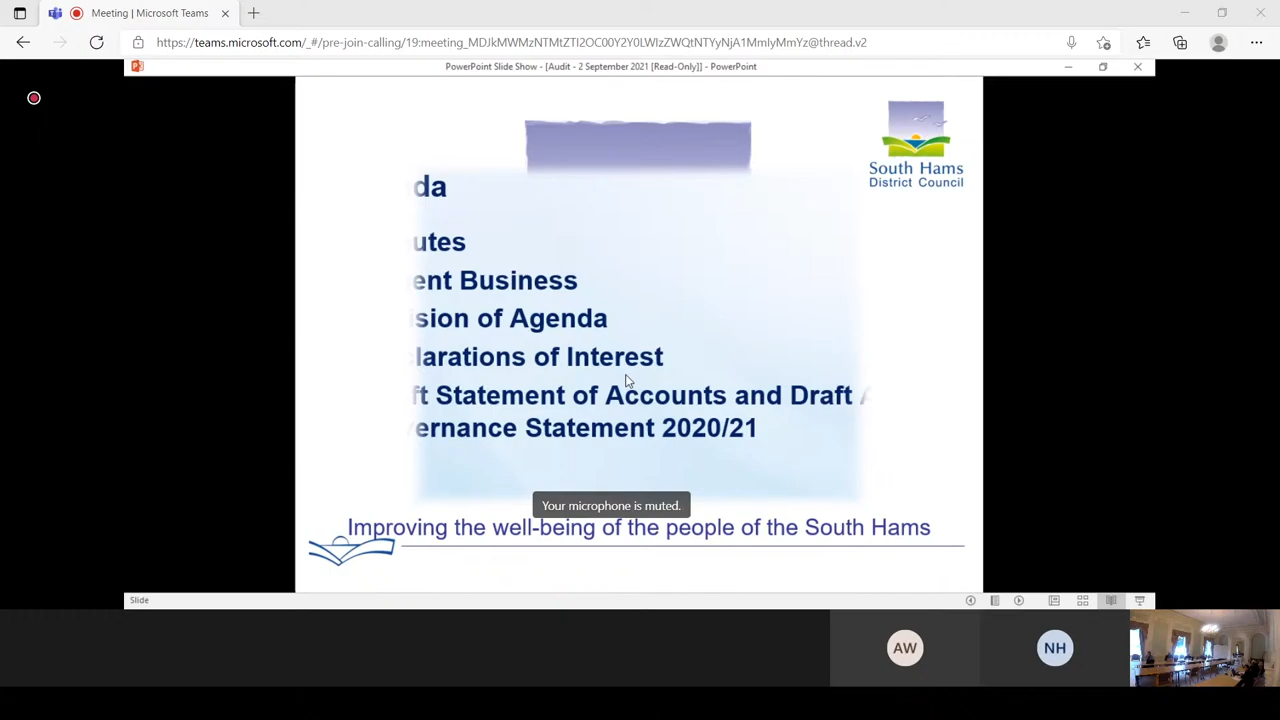 Meeting | Microsoft Teams
https://teams.microsoft.com/_#/pre-join-calling/19:meeting_MDJkMWMzNTMtZTI2OC00Y2Y0LWIzZWQtNTYyNjA1MmIyMmYz@thread.v2
PowerPoint Slide Show - [Audit - 2 September 2021 [Read-Only]] - PowerPoint
South Hams
District Council
da
utes
ent Business
ision of Agenda
larations of Interest
ft Statement of Accounts and Draft A
ernance Statement 2020/21
Your microphone is muted.
Improving the well-being of the people of the South Hams
Slide
AW
NH